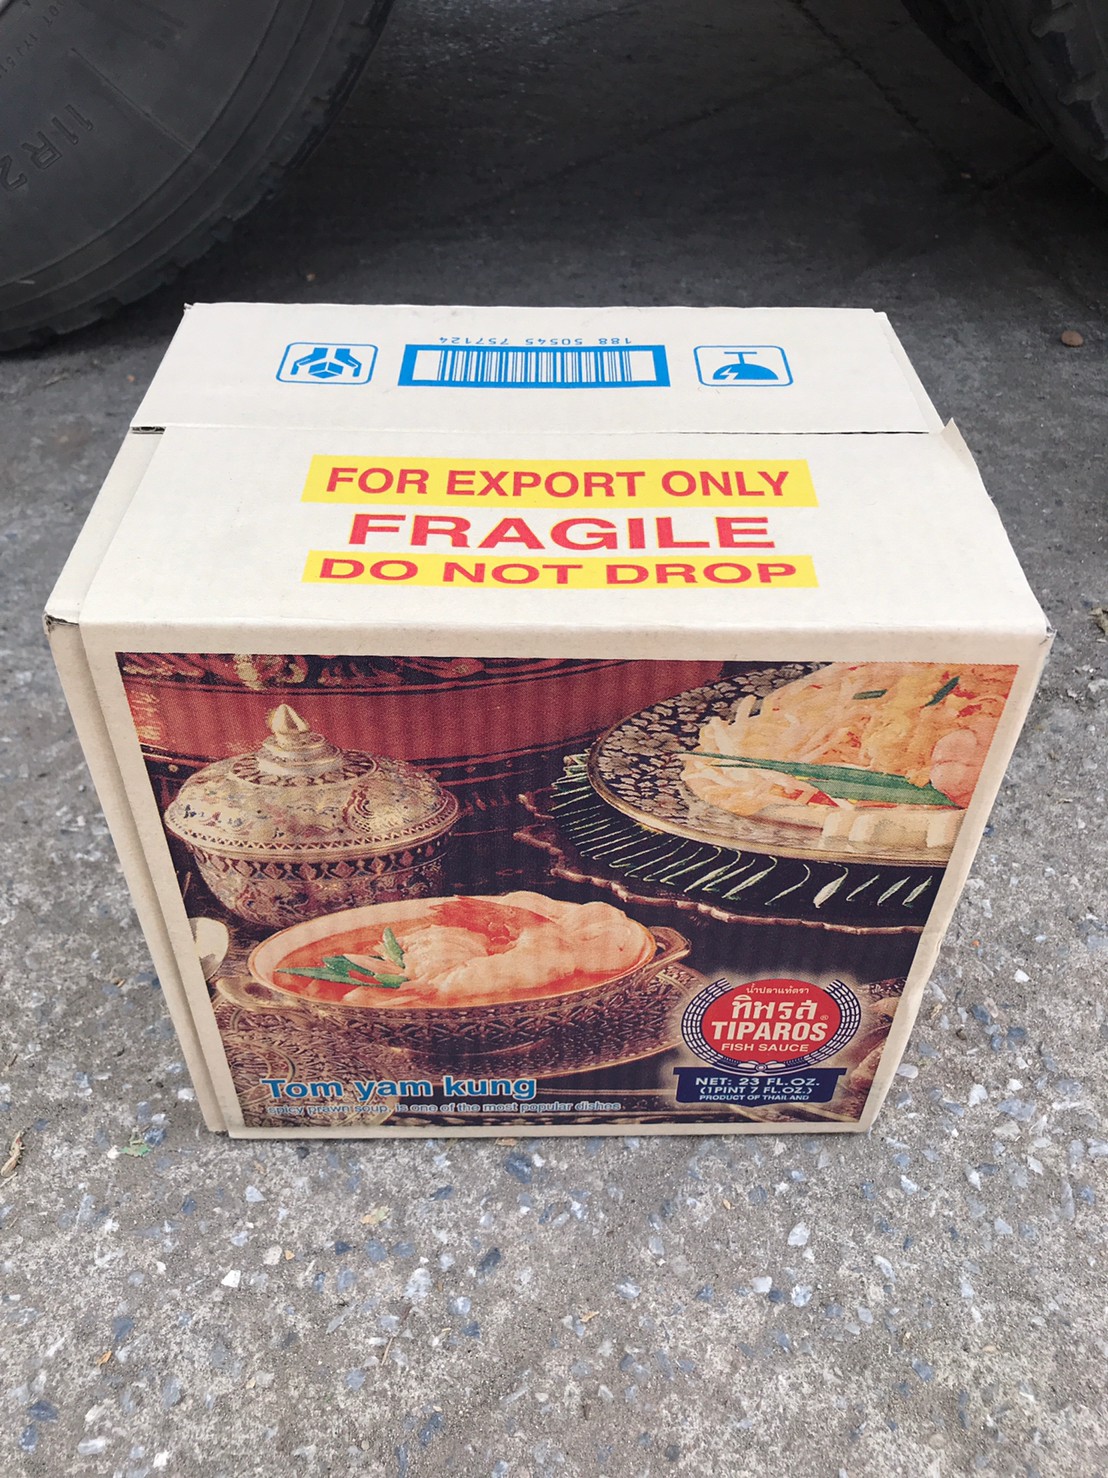 11R2
188 50545 757124
FOR EXPORT ONLY
FRAGILE
DO NOT DROP
น้ำปลาแท้ตรา
ทิพรส®
TIPAROS
FISH SAUCE
NET: 23 FL.OZ.
(1PINT 7 FL.OZ.)
PRODUCT OF THAILAND
Tom yam kung
spicy prawn soup, is one of the most popular dishes